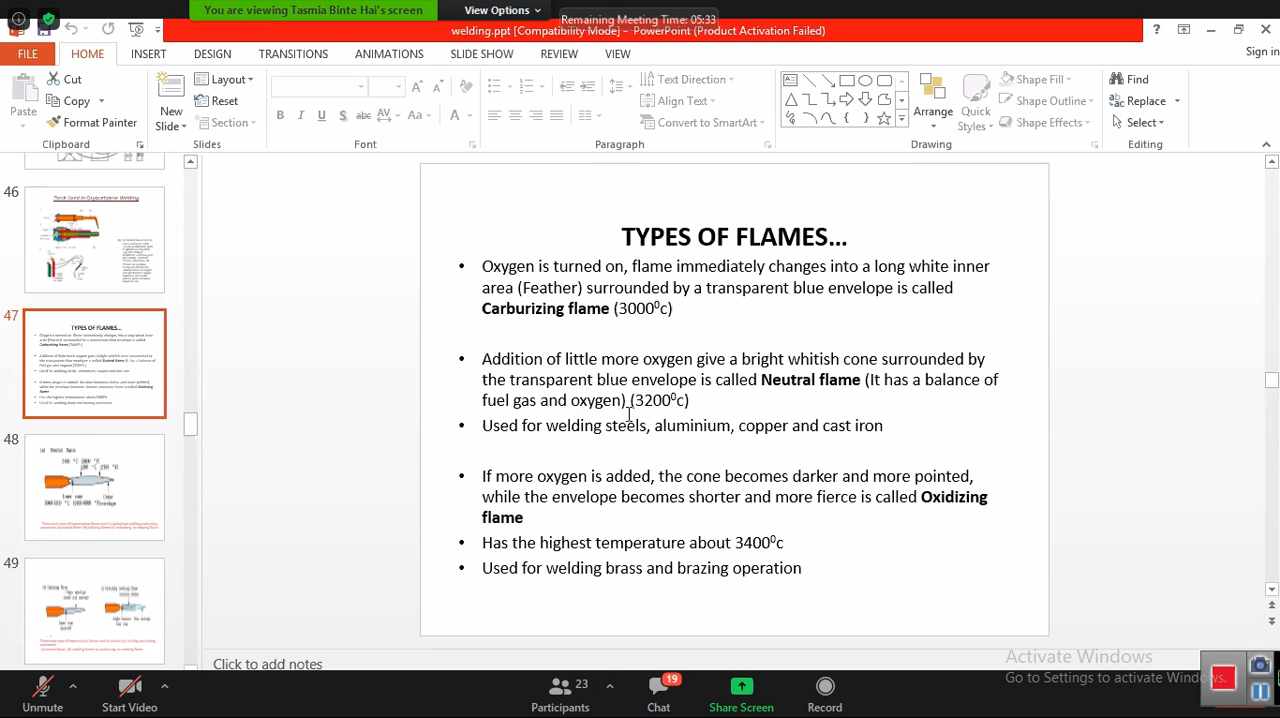 You are viewing Tasmia Binte Hai's screen
View Options
Remaining Meeting Time: 05:33
welding.ppt [Compatibility Mode] - PowerPoint (Product Activation Failed)
Sign in
FILE HOME INSERT DESIGN TRANSITIONS ANIMATIONS SLIDE SHOW REVIEW VIEW
Paste
Cut
Copy
Format Painter
Clipboard
New
Slide
Layout
Reset
Section
Slides
Font
Text Direction
Align Text
Convert to SmartArt
Paragraph
Arrange
Quick
Styles
Shape Fill
Shape Outline
Shape Effects
Drawing
Find
Replace
Select
Editing
46
Torch Used in Oxyacetylene Welding
47
TYPES OF FLAMES...
48
49
TYPES OF FLAMES...
• Oxygen is turned on, flame immediately changes into a long white inner
area (Feather) surrounded by a transparent blue envelope is called
Carburizing flame (3000⁰c)
• Addition of little more oxygen give a bright whitish cone surrounded by
the transparent blue envelope is called Neutral flame (It has a balance of
fuel gas and oxygen) (3200⁰c)
• Used for welding steels, aluminium, copper and cast iron
• If more oxygen is added, the cone becomes darker and more pointed,
while the envelope becomes shorter and more fierce is called Oxidizing
flame
• Has the highest temperature about 3400⁰c
• Used for welding brass and brazing operation
Click to add notes
Activate Windows
Go to Settings to activate Windows.
Unmute
Start Video
23
Participants
19
Chat
Share Screen
Record